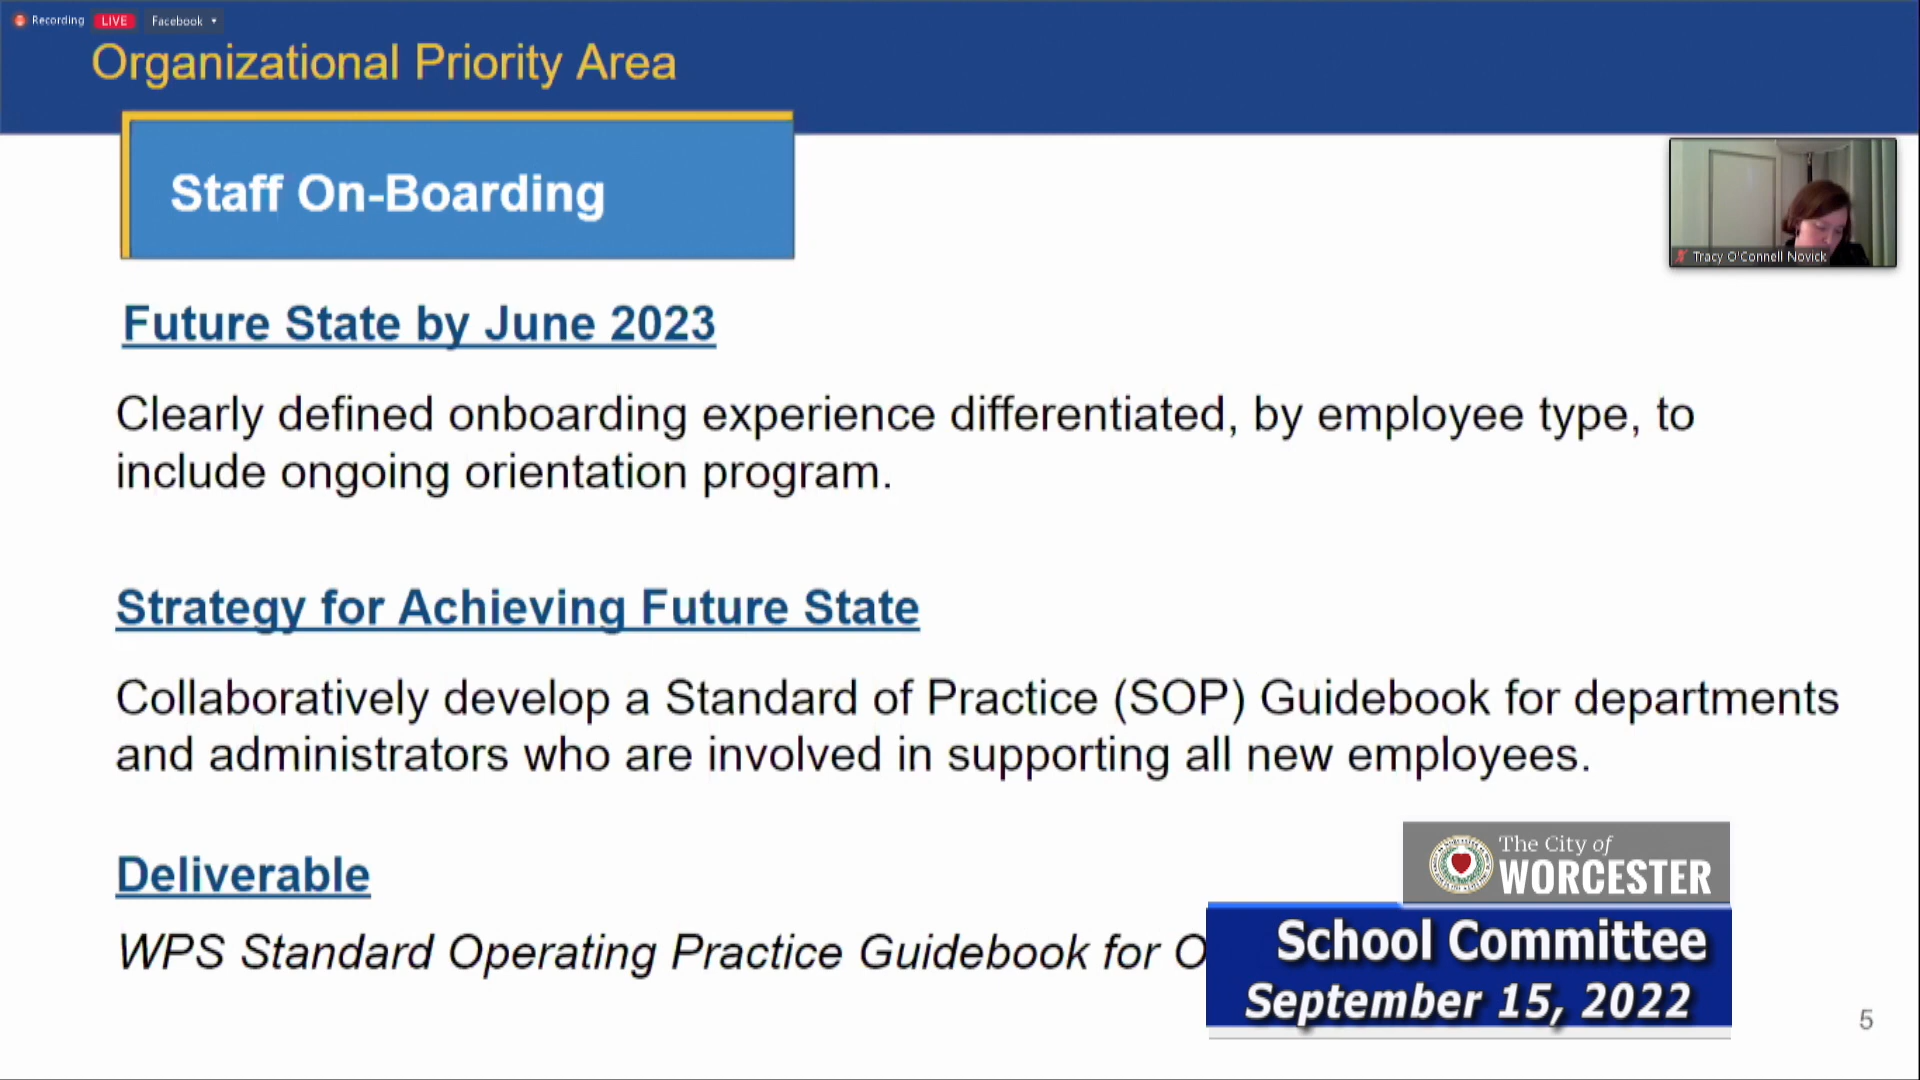 Recording LIVE Facebook
Organizational Priority Area
Staff On-Boarding
Tracy O'Connell Novick
Future State by June 2023
Clearly defined onboarding experience differentiated, by employee type, to
include ongoing orientation program.
Strategy for Achieving Future State
Collaboratively develop a Standard of Practice (SOP) Guidebook for departments
and administrators who are involved in supporting all new employees.
Deliverable
WPS Standard Operating Practice Guidebook for O
The City of
WORCESTER
School Committee
September 15, 2022
5